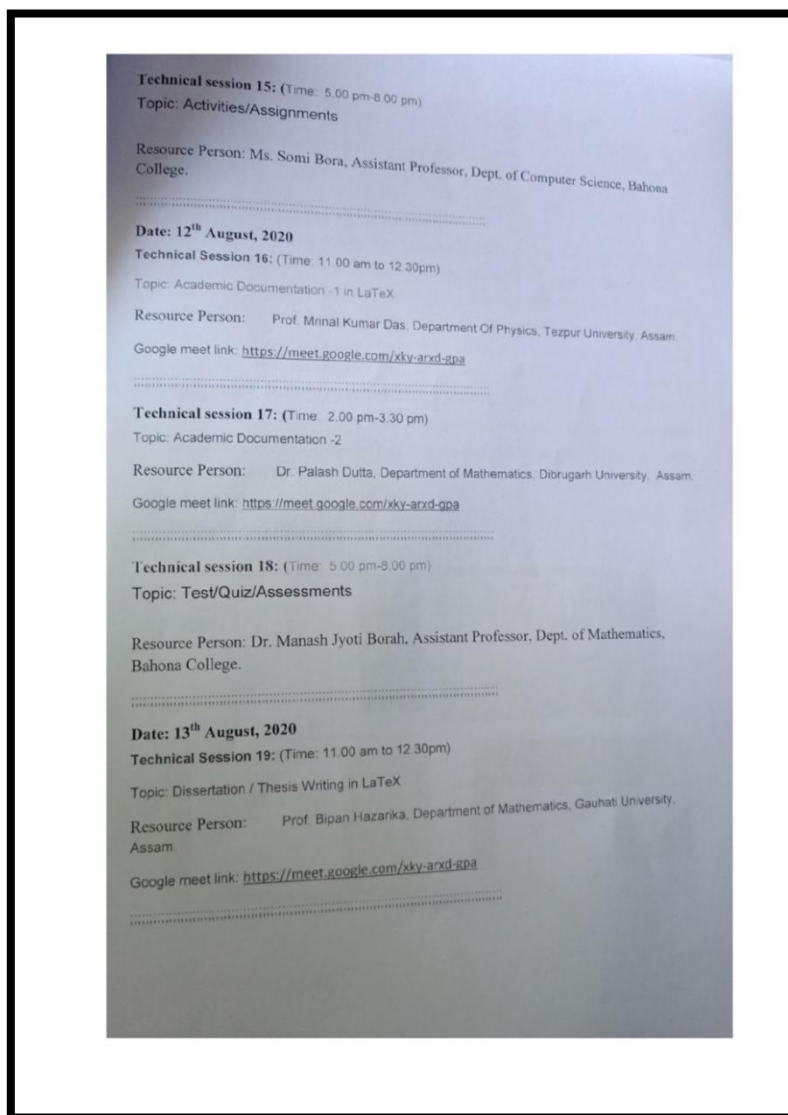 Technical session 15: (Time: 5.00 pm-8.00 pm)
Topic: Activities/Assignments
Resource Person: Ms. Somi Bora, Assistant Professor, Dept. of Computer Science, Bahona
College.
Date: 12th August, 2020
Technical Session 16: (Time: 11.00 am to 12.30pm)
Topic: Academic Documentation -1 in LaTeX
Resource Person: Prof. Mrinal Kumar Das, Department Of Physics, Tezpur University, Assam.
Google meet link: https://meet.google.com/xky-arxd-gpa
Technical session 17: (Time: 2.00 pm-3.30 pm)
Topic: Academic Documentation -2
Resource Person: Dr. Palash Dutta, Department of Mathematics, Dibrugarh University, Assam.
Google meet link: https://meet.google.com/xky-arxd-gpa
Technical session 18: (Time: 5.00 pm-8.00 pm)
Topic: Test/Quiz/Assessments
Resource Person: Dr. Manash Jyoti Borah, Assistant Professor, Dept. of Mathematics,
Bahona College.
Date: 13th August, 2020
Technical Session 19: (Time: 11.00 am to 12.30pm)
Topic: Dissertation / Thesis Writing in LaTeX
Resource Person: Prof. Bipan Hazarika, Department of Mathematics, Gauhati University,
Assam.
Google meet link: https://meet.google.com/xky-arxd-gpa